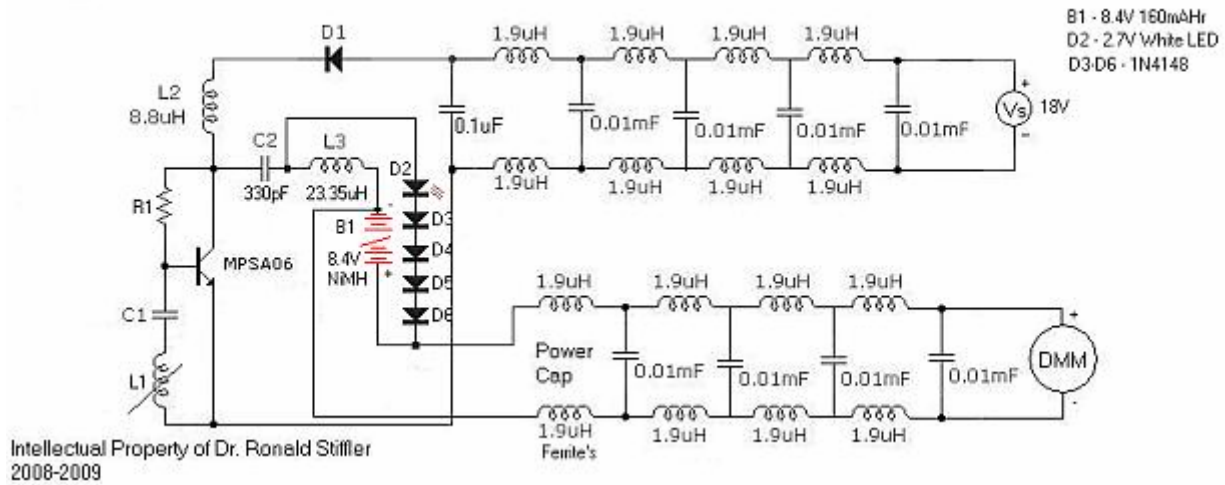 B1 - 8.4V 160mAHr
D2 - 2.7V White LED
D3-D6 - 1N4148
D1
1.9uH
1.9uH
1.9uH
1.9uH
L2
8.8uH
0.1uF
0.01mF
0.01mF
0.01mF
0.01mF
+
Vs
18V
-
C2
330pF
L3
23.35uH
D2
1.9uH
1.9uH
1.9uH
1.9uH
R1
-
B1
8.4V
NiMH
+
D3
D4
D5
D6
MPSA06
C1
L1
1.9uH
1.9uH
1.9uH
1.9uH
Power
Cap
0.01mF
0.01mF
0.01mF
0.01mF
+
DMM
-
1.9uH
1.9uH
1.9uH
1.9uH
Ferrite's
Intellectual Property of Dr. Ronald Stiffler
2008-2009